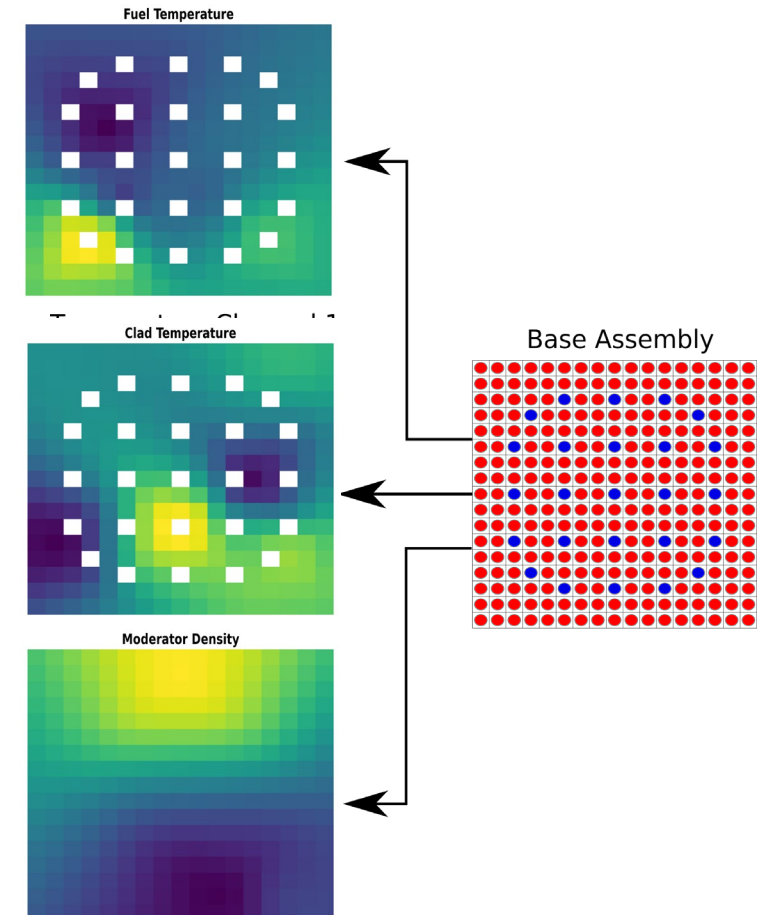 Fuel Temperature
Clad Temperature
Base Assembly
Moderator Density